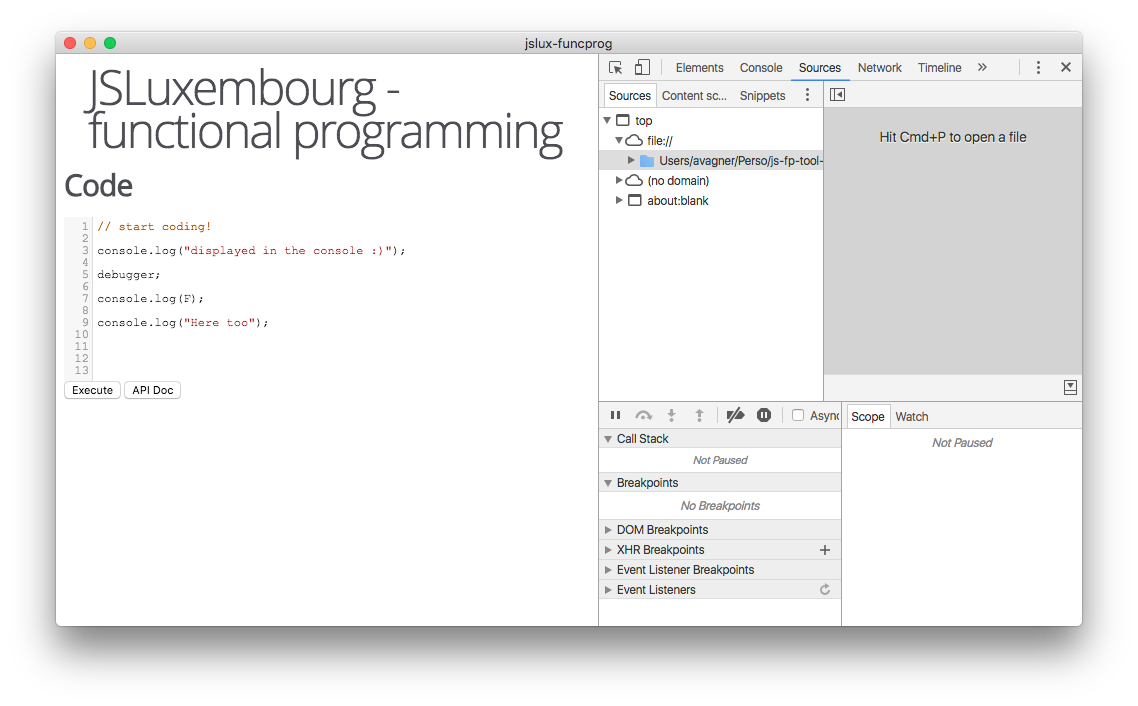 jslux-funcprog
JSLuxembourg -
functional programming
Code
1 // start coding!
2
3 console.log("displayed in the console :)");
4
5 debugger;
6
7 console.log(F);
8
9 console.log("Here too");
10
11
12
13
Execute API Doc
Elements Console Sources Network Timeline »
Sources Content sc... Snippets
top
file://
Users/avagner/Perso/js-fp-tool-
(no domain)
about:blank
Hit Cmd+P to open a file
Async
Call Stack
Not Paused
Breakpoints
No Breakpoints
DOM Breakpoints
XHR Breakpoints +
Event Listener Breakpoints
Event Listeners
Scope Watch
Not Paused